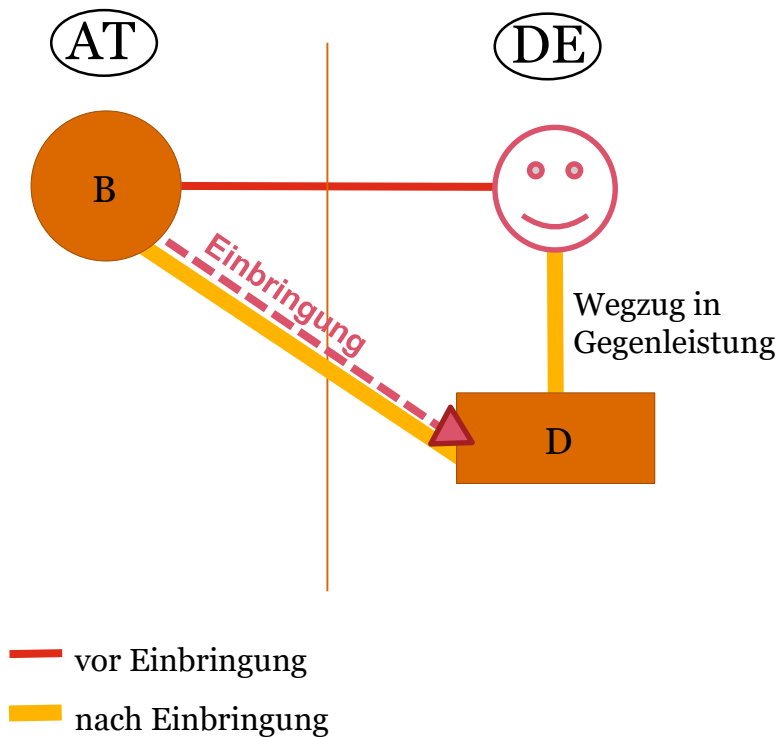 AT
DE
B
Einbringung
Wegzug in
Gegenleistung
D
vor Einbringung
nach Einbringung